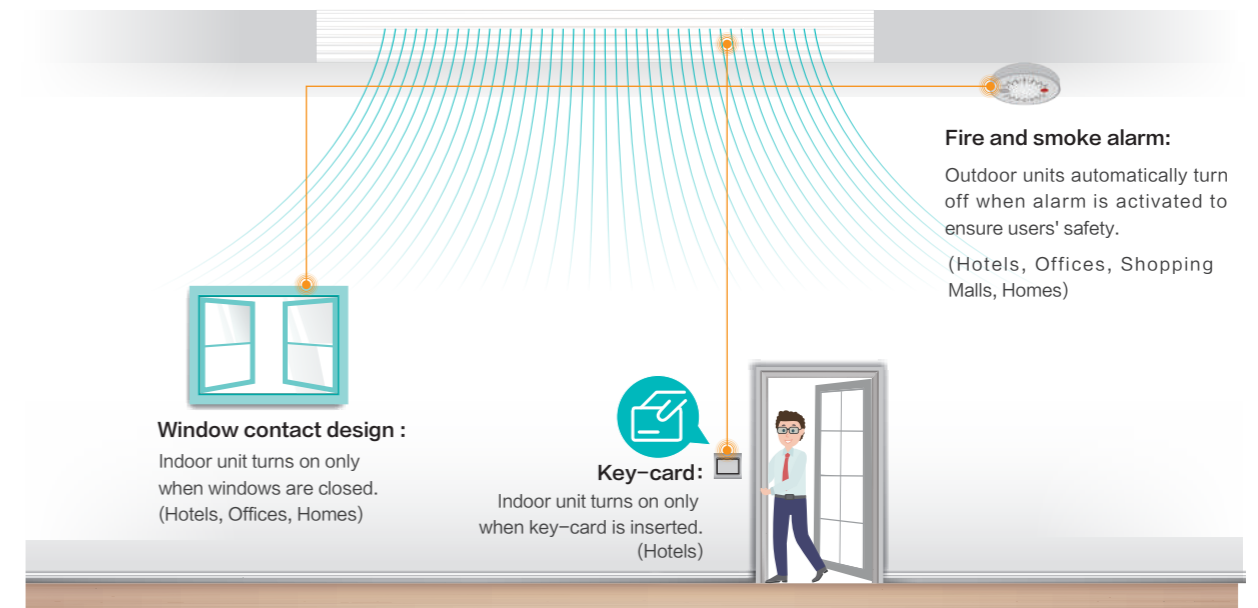 Fire and smoke alarm:
Outdoor units automatically turn
off when alarm is activated to
ensure users' safety.
(Hotels, Offices, Shopping
Malls, Homes)
Window contact design :
Indoor unit turns on only
when windows are closed.
(Hotels, Offices, Homes)
Key-card:
Indoor unit turns on only
when key-card is inserted.
(Hotels)